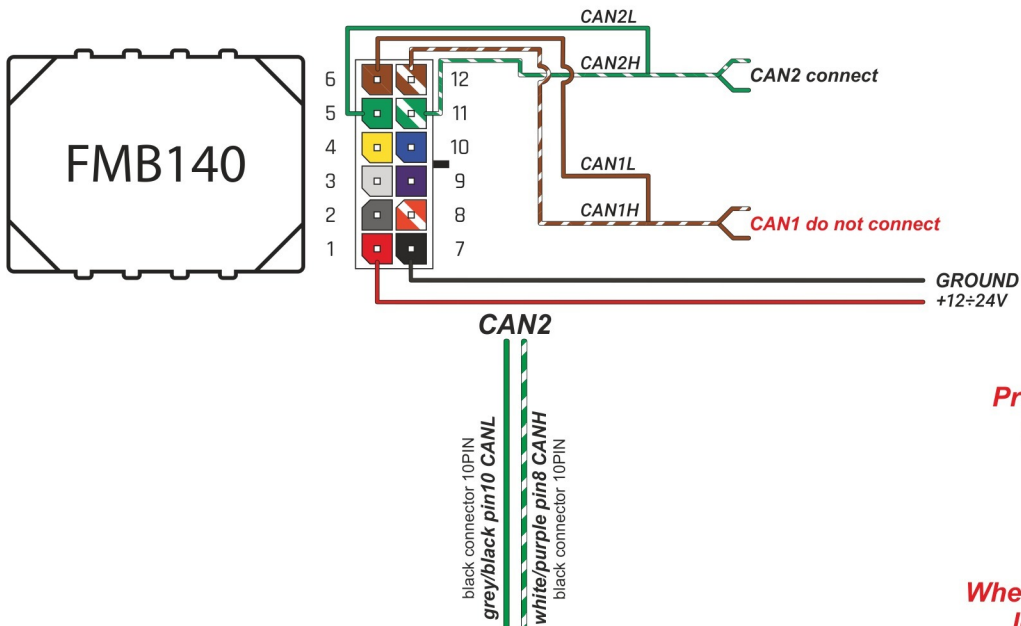 CAN2L
CAN2H
CAN2 connect
6 12
5 11
4 10
3 9
2 8
1 7
FMB140
CAN1L
CAN1H
CAN1 do not connect
GROUND
+12÷24V
CAN2
black connector 10PIN
grey/black pin10 CANL
white/purple pin8 CANH
black connector 10PIN
Pr
Whe